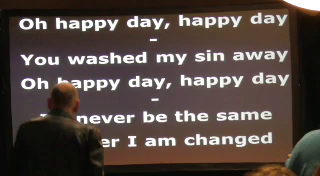 Oh happy day, happy day
-
You washed my sin away
Oh happy day, happy day
-
never be the same
I am changed